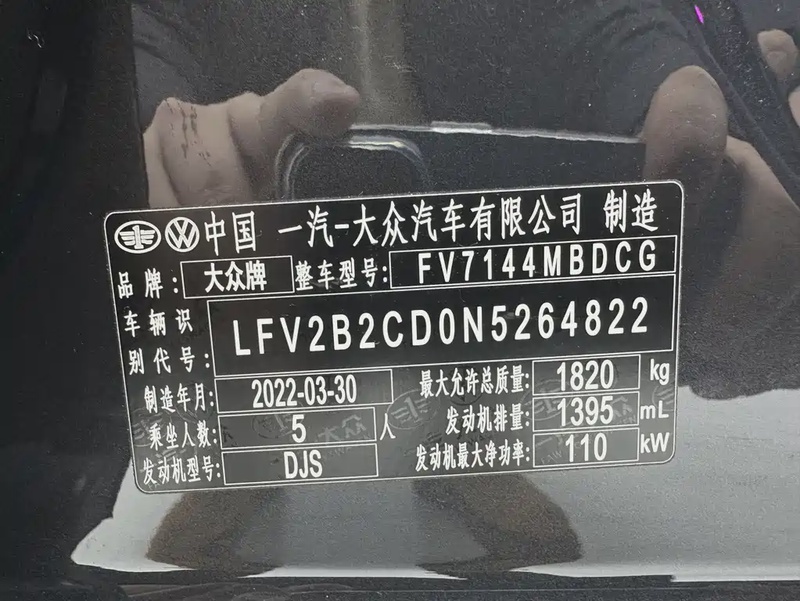 中国 一汽-大众汽车有限公司 制造
品牌: 大众牌 整车型号: FV7144MBDCG
车辆识别代号: LFV2B2CD0N5264822
制造年月: 2022-03-30 最大允许总质量: 1820 kg
乘坐人数: 5 人 发动机排量: 1395 mL
发动机型号: DJS 发动机最大净功率: 110 kW